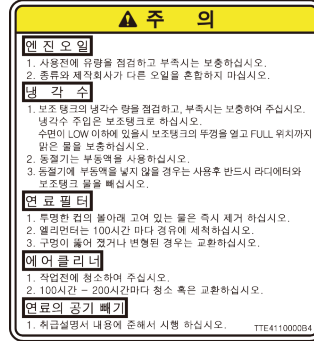 주 의
엔진오일
1. 사용전에 유량을 점검하고 부족시는 보충하십시오.
2. 종류와 제작회사가 다른 오일을 혼합하지 마십시오.
냉 각 수
1. 보조 탱크의 냉각수 량을 점검하고, 부족시는 보충하여 주십시오.
냉각수 주입은 보조탱크로 하십시오.
수면이 LOW 이하에 있을시 보조탱크의 뚜껑을 열고 FULL 위치까지
맑은 물을 보충하십시오.
2. 동절기는 부동액을 사용하십시오.
3. 동절기에 부동액을 넣지 않을 경우는 사용후 반드시 라디에터와
보조탱크 물을 빼십시오.
연료필터
1. 투명한 컵의 볼아래 고여 있는 물은 즉시 제거 하십시오.
2. 엘리먼터는 100시간 마다 경유에 세척하십시오.
3. 구멍이 뚫어 졌거나 변형된 경우는 교환하십시오.
에어클리너
1. 작업전에 청소하여 주십시오.
2. 100시간 - 200시간마다 청소 혹은 교환하십시오.
연료의 공기 빼기
1. 취급설명서 내용에 준해서 시행 하십시오.
TTE4110000B4